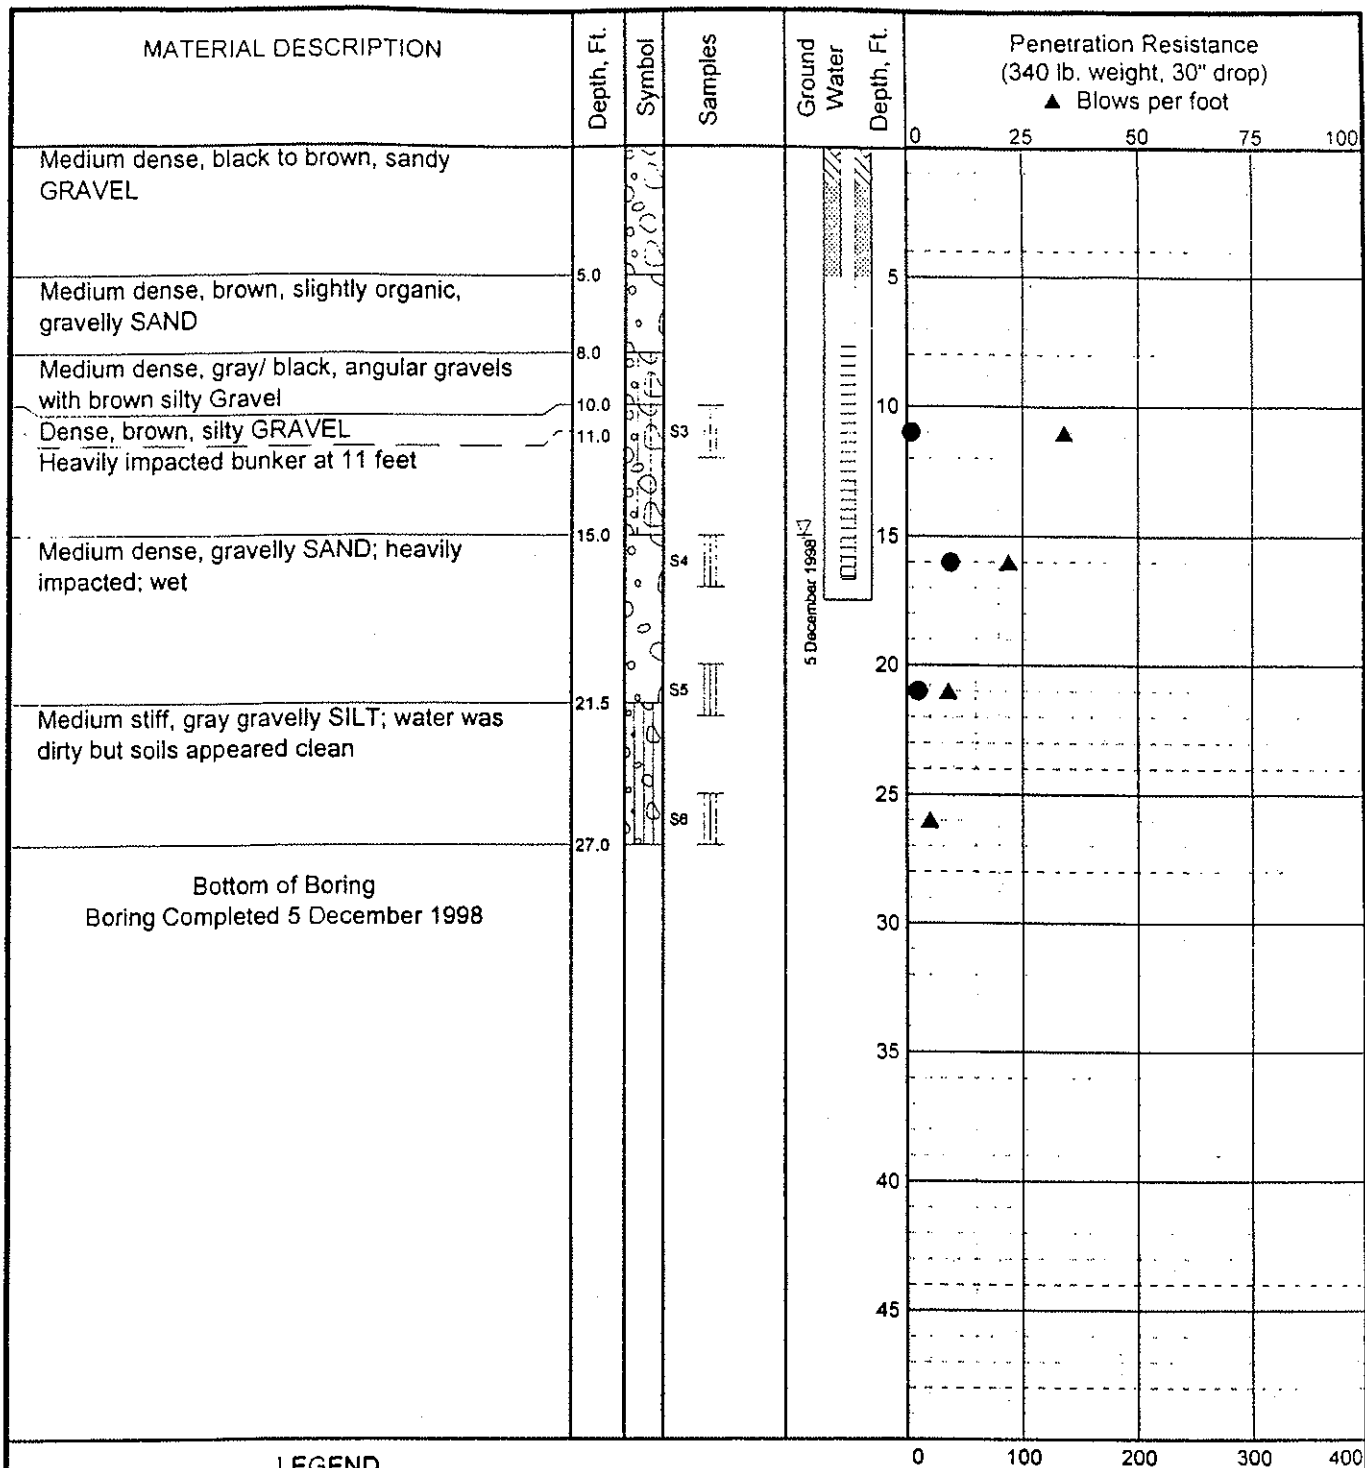 MATERIAL DESCRIPTION
Depth, Ft.
Symbol
Samples
Ground
Water
Depth, Ft.
Penetration Resistance
(340 lb. weight, 30" drop)
▲ Blows per foot
0 25 50 75 100
Medium dense, black to brown, sandy
GRAVEL
5.0
5
Medium dense, brown, slightly organic,
gravelly SAND
8.0
Medium dense, gray/ black, angular gravels
with brown silty Gravel
10.0
10
Dense, brown, silty GRAVEL
11.0
S3
Heavily impacted bunker at 11 feet
15.0
15
Medium dense, gravelly SAND; heavily
impacted; wet
S4
5 December 1998
20
S5
21.5
Medium stiff, gray gravelly SILT; water was
dirty but soils appeared clean
25
S6
27.0
Bottom of Boring
Boring Completed 5 December 1998
30
35
40
45
LEGEND
0 100 200 300 400